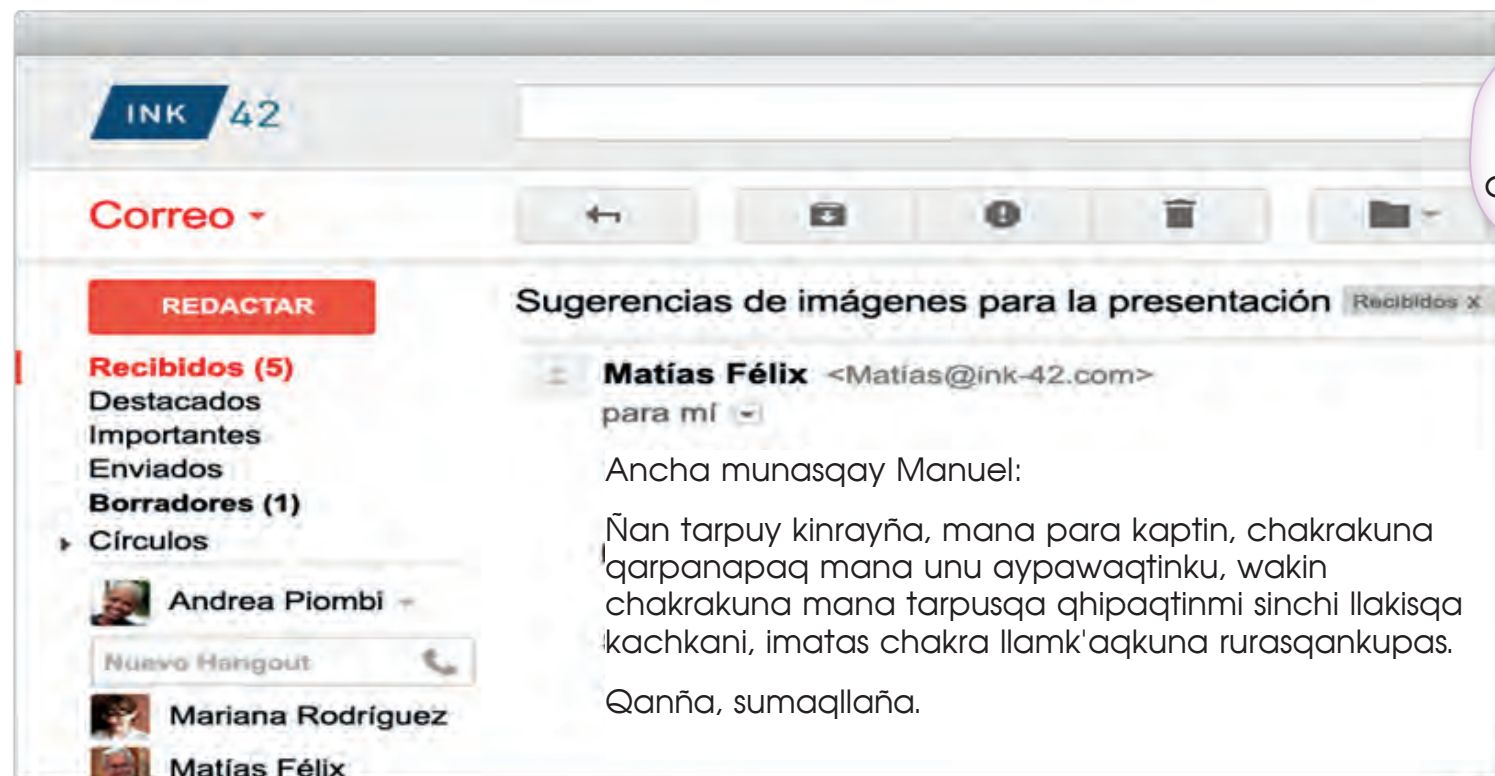 INK 42
Correo
REDACTAR
Recibidos (5)
Destacados
Importantes
Enviados
Borradores (1)
Círculos
Andrea Piombi
Nuevo Hangout
Mariana Rodríguez
Matías Félix
Sugerencias de imágenes para la presentación Recibidos x
Matías Félix <Matías@ink-42.com>
para mí
Ancha munasqay Manuel:
Ñan tarpuy kinrayña, mana para kaptin, chakrakuna
qarpanapaq mana unu aypawaqtinku, wakin
chakrakuna mana tarpusqa qhipaqtinmi sinchi llakisqa
kachkani, imatas chakra llamk'aqkuna rurasqankupas.
Qanña, sumaqllaña.